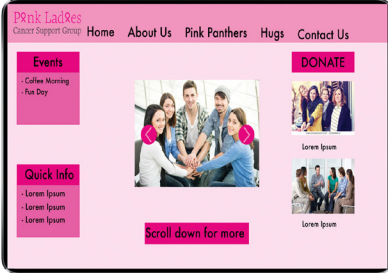 Pink Ladies
Cancer Support Group
Home
About Us
Pink Panthers
Hugs
Contact Us
Events
- Coffee Morning
- Fun Day
Quick Info
- Lorem Ipsum
- Lorem Ipsum
- Lorem Ipsum
Scroll down for more
DONATE
Lorem Ipsum
Lorem Ipsum